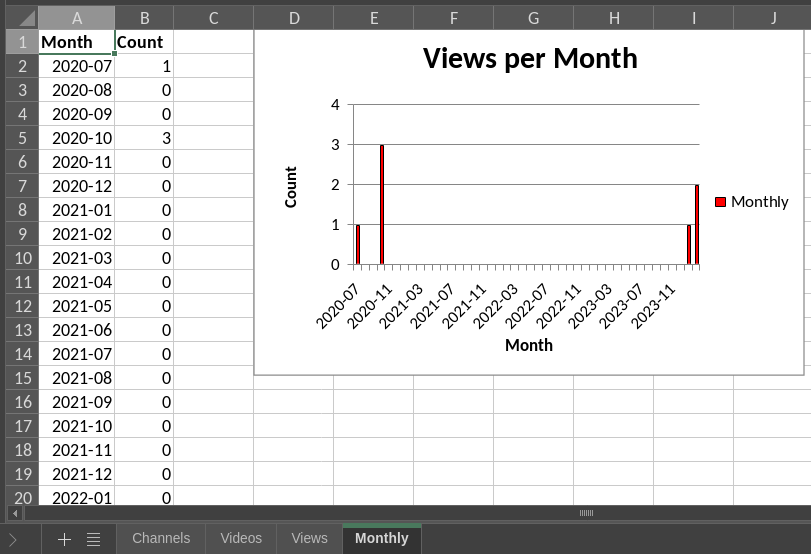 A B C D E F G H I J
1 Month Count
2 2020-07 1
3 2020-08 0
4 2020-09 0
5 2020-10 3
6 2020-11 0
7 2020-12 0
8 2021-01 0
9 2021-02 0
10 2021-03 0
11 2021-04 0
12 2021-05 0
13 2021-06 0
14 2021-07 0
15 2021-08 0
16 2021-09 0
17 2021-10 0
18 2021-11 0
19 2021-12 0
20 2022-01 0
Views per Month
4
3
2
1
0
Count
Monthly
2020-07 2020-11 2021-03 2021-07 2021-11 2022-03 2022-07 2022-11 2023-03 2023-07 2023-11
Month
Channels Videos Views Monthly